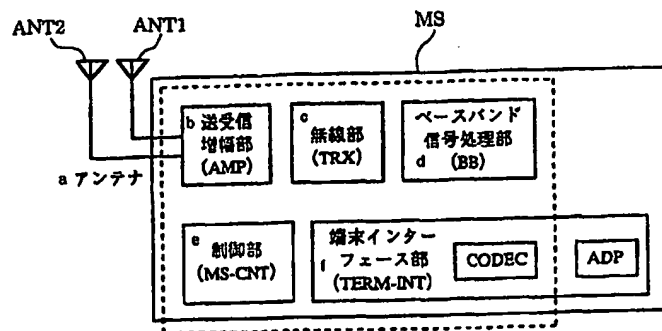 ANT2 ANT1 MS
b 送受信
増幅部
(AMP)
c
無線部
(TRX)
ベースバンド
信号処理部
d (BB)
a アンテナ
e
制御部
(MS-CNT)
端末インター
フェース部
f (TERM-INT)
CODEC
ADP